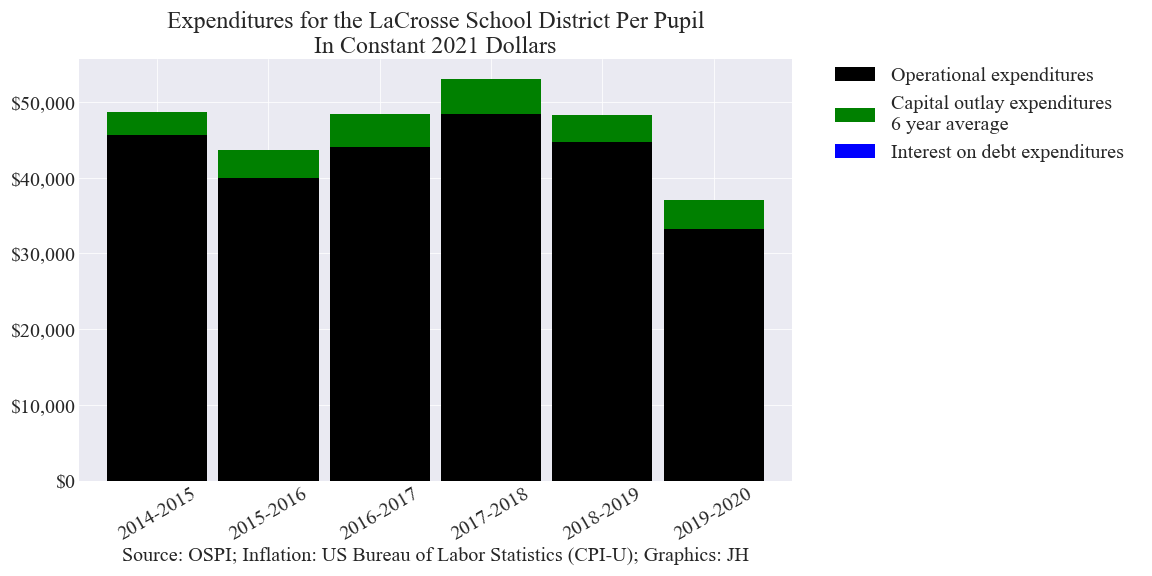 Expenditures for the LaCrosse School District Per Pupil
In Constant 2021 Dollars
Operational expenditures
Capital outlay expenditures
6 year average
Interest on debt expenditures
$50,000
$40,000
$30,000
$20,000
$10,000
$0
2014-2015
2015-2016
2016-2017
2017-2018
2018-2019
2019-2020
Source: OSPI; Inflation: US Bureau of Labor Statistics (CPI-U); Graphics: JH